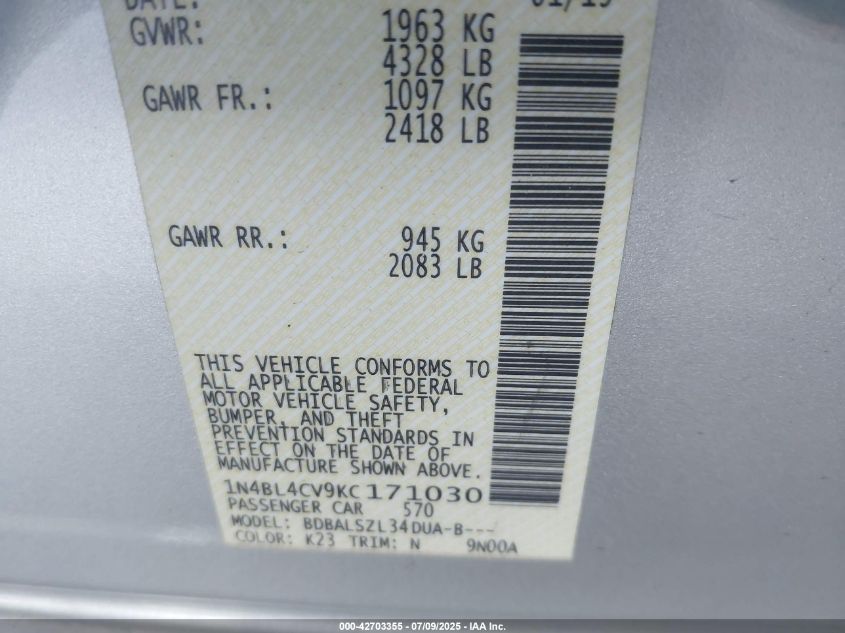 DATE: 01/19
GVWR: 1963 KG
4328 LB
GAWR FR.: 1097 KG
2418 LB
GAWR RR.: 945 KG
2083 LB
THIS VEHICLE CONFORMS TO
ALL APPLICABLE FEDERAL
MOTOR VEHICLE SAFETY,
BUMPER, AND THEFT
PREVENTION STANDARDS IN
EFFECT ON THE DATE OF
MANUFACTURE SHOWN ABOVE.
1N4BL4CV9KC171030
PASSENGER CAR 570
MODEL: BDBALSZL34DUA-B---
COLOR: K23 TRIM: N 9N00A
000-42703355 - 07/09/2025 - IAA Inc.